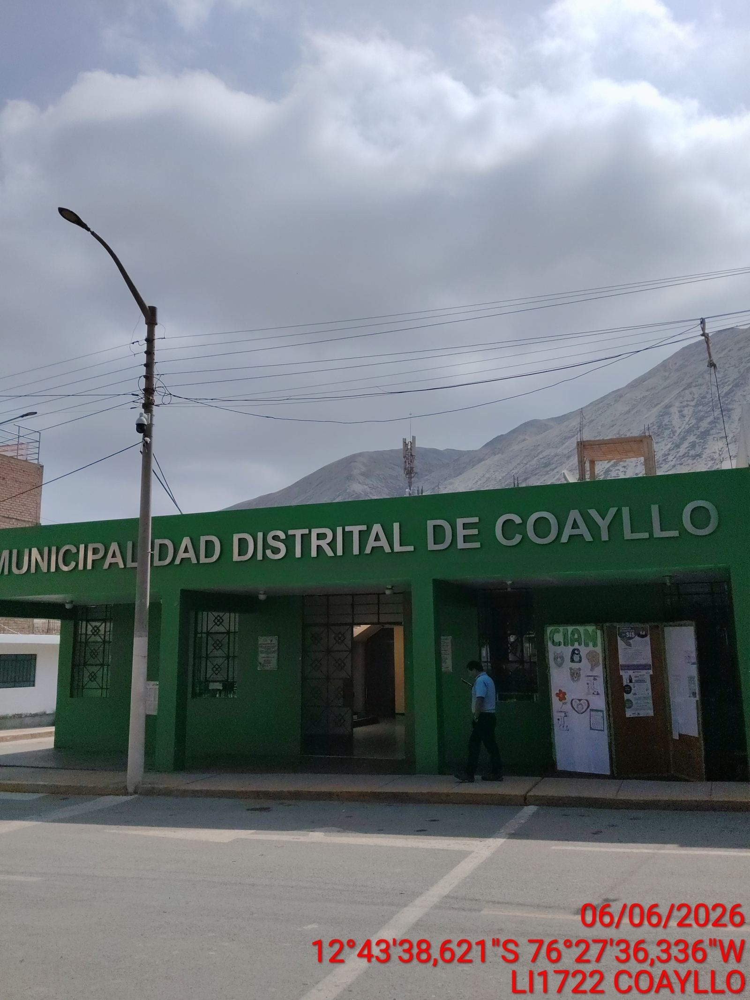 MUNICIPALIDAD DISTRITAL DE COAYLLO
CIAM
SIS
06/06/2026
12°43'38,621"S 76°27'36,336"W
LI1722 COAYLLO